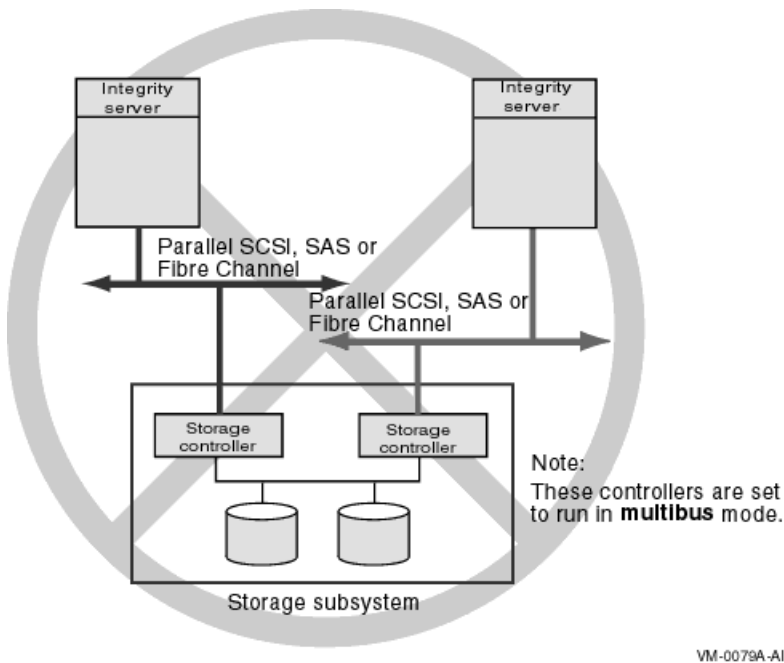 Integrity
server
Integrity
server
Parallel SCSI, SAS or
Fibre Channel
Parallel SCSI, SAS or
Fibre Channel
Storage
controller
Storage
controller
Note:
These controllers are set
to run in multibus mode.
Storage subsystem
VM-0079A-AI